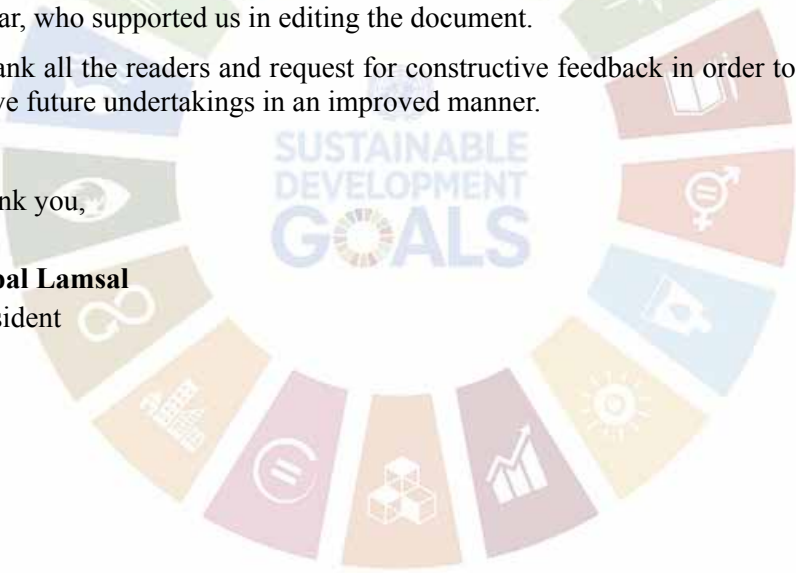 ar, who supported us in editing the document.
ank all the readers and request for constructive feedback in order to
ve future undertakings in an improved manner.
SUSTAINABLE
DEVELOPMENT
GOALS
nk you,
pal Lamsal
sident